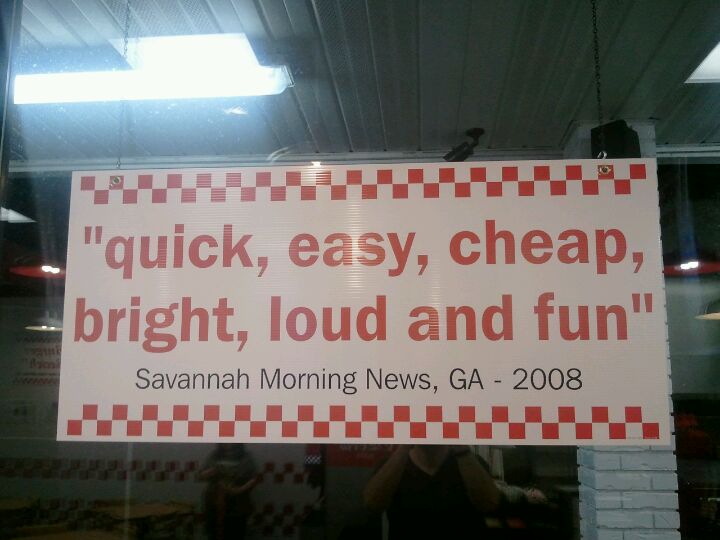 "quick, easy, cheap,
bright, loud and fun"
Savannah Morning News, GA - 2008